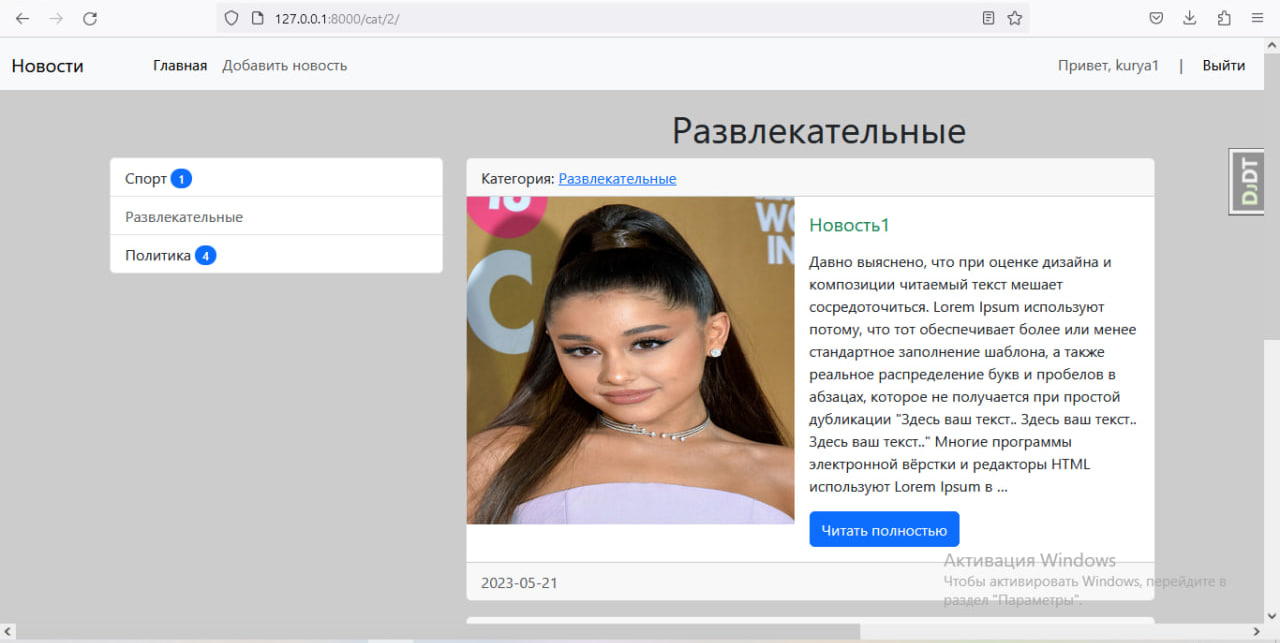 127.0.0.1:8000/cat/2/
Новости Главная Добавить новость Привет, kurya1 | Выйти
Развлекательные
DJDT
Спорт 1
Развлекательные
Политика 4
Категория: Развлекательные
WO
IN
C
Новость1
Давно выяснено, что при оценке дизайна и
композиции читаемый текст мешает
сосредоточиться. Lorem Ipsum используют
потому, что тот обеспечивает более или менее
стандартное заполнение шаблона, а также
реальное распределение букв и пробелов в
абзацах, которое не получается при простой
дубликации "Здесь ваш текст.. Здесь ваш текст..
Здесь ваш текст.." Многие программы
электронной вёрстки и редакторы HTML
используют Lorem Ipsum в ...
Читать полностью
2023-05-21
Активация Windows
Чтобы активировать Windows, перейдите в
раздел "Параметры".